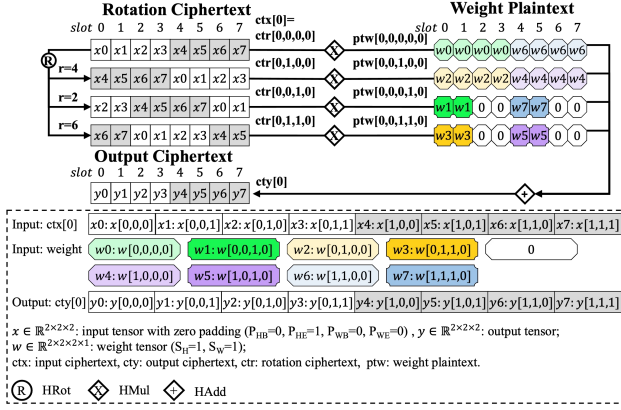 Rotation Ciphertext Weight Plaintext
slot 0 1 2 3 4 5 6 7 ctx[0]= slot 0 1 2 3 4 5 6 7
x0 x1 x2 x3 x4 x5 x6 x7 ctr[0,0,0,0] X ptw[0,0,0,0,0] w0 w0 w0 w0 w6 w6 w6 w6
R
r=4 x4 x5 x6 x7 x0 x1 x2 x3 ctr[0,1,0,0] X ptw[0,0,1,0,0] w2 w2 w2 w2 w4 w4 w4 w4
r=2 x2 x3 x4 x5 x6 x7 x0 x1 ctr[0,0,1,0] X ptw[0,0,0,1,0] w1 w1 0 0 w7 w7 0 0
r=6 x6 x7 x0 x1 x2 x3 x4 x5 ctr[0,1,1,0] X ptw[0,0,1,1,0] w3 w3 0 0 w5 w5 0 0
Output Ciphertext
slot 0 1 2 3 4 5 6 7
y0 y1 y2 y3 y4 y5 y6 y7 cty[0] +
Input: ctx[0] x0: x[0,0,0] x1: x[0,0,1] x2: x[0,1,0] x3: x[0,1,1] x4: x[1,0,0] x5: x[1,0,1] x6: x[1,1,0] x7: x[1,1,1]
Input: weight w0: w[0,0,0,0] w1: w[0,0,1,0] w2: w[0,1,0,0] w3: w[0,1,1,0] 0
w4: w[1,0,0,0] w5: w[1,0,1,0] w6: w[1,1,0,0] w7: w[1,1,1,0]
Output: cty[0] y0: y[0,0,0] y1: y[0,0,1] y2: y[0,1,0] y3: y[0,1,1] y4: y[1,0,0] y5: y[1,0,1] y6: y[1,1,0] y7: y[1,1,1]
x ∈ ℝ^{2×2×2}: input tensor with zero padding (P_{HB}=0, P_{HE}=1, P_{WB}=0, P_{WE}=0) , y ∈ ℝ^{2×2×2}: output tensor;
w ∈ ℝ^{2×2×2×1}: weight tensor (S_H=1, S_W=1);
ctx: input ciphertext, cty: output ciphertext, ctr: rotation ciphertext, ptw: weight plaintext.
R HRot X HMul + HAdd